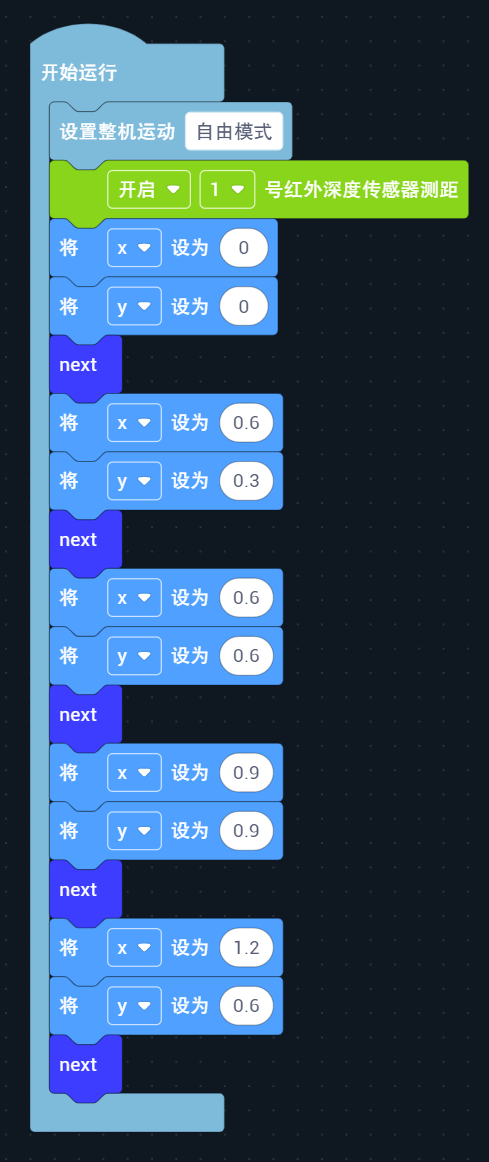 开始运行
设置整机运动 自由模式
开启 1 号红外深度传感器测距
将 x 设为 0
将 y 设为 0
next
将 x 设为 0.6
将 y 设为 0.3
next
将 x 设为 0.6
将 y 设为 0.6
next
将 x 设为 0.9
将 y 设为 0.9
next
将 x 设为 1.2
将 y 设为 0.6
next